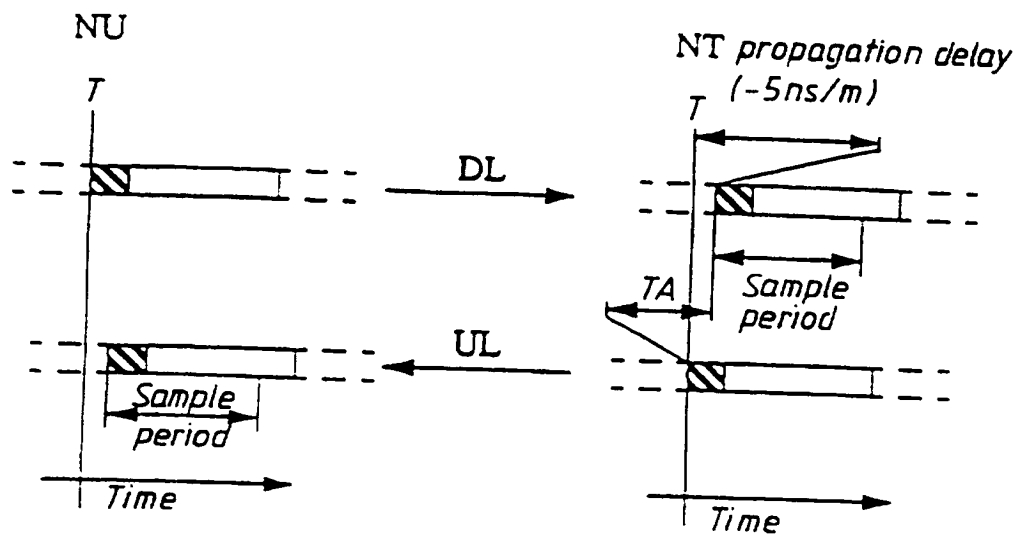 NU
T
NT propagation delay
(~5ns/m)
T
DL
TA
Sample
period
UL
Sample
period
Time
Time